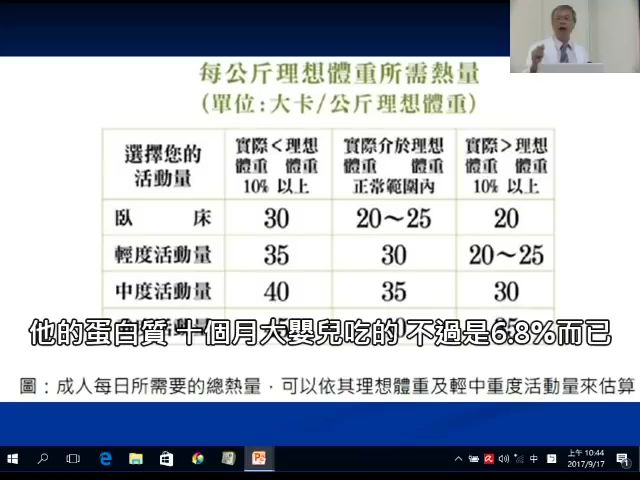 每公斤理想體重所需熱量
(單位:大卡/公斤理想體重)
選擇您的活動量 實際<理想體重 體重10% 以上 實際介於理想體重 體重正常範圍內 實際>理想體重 體重10% 以上
臥 床 30 20～25 20
輕度活動量 35 30 20～25
中度活動量 40 35 30
他的蛋白質 十個月大嬰兒吃的 不過是6.8%而已
圖：成人每日所需要的總熱量，可以依其理想體重及輕中重度活動量來估算
中
上午 10:44
2017/9/17